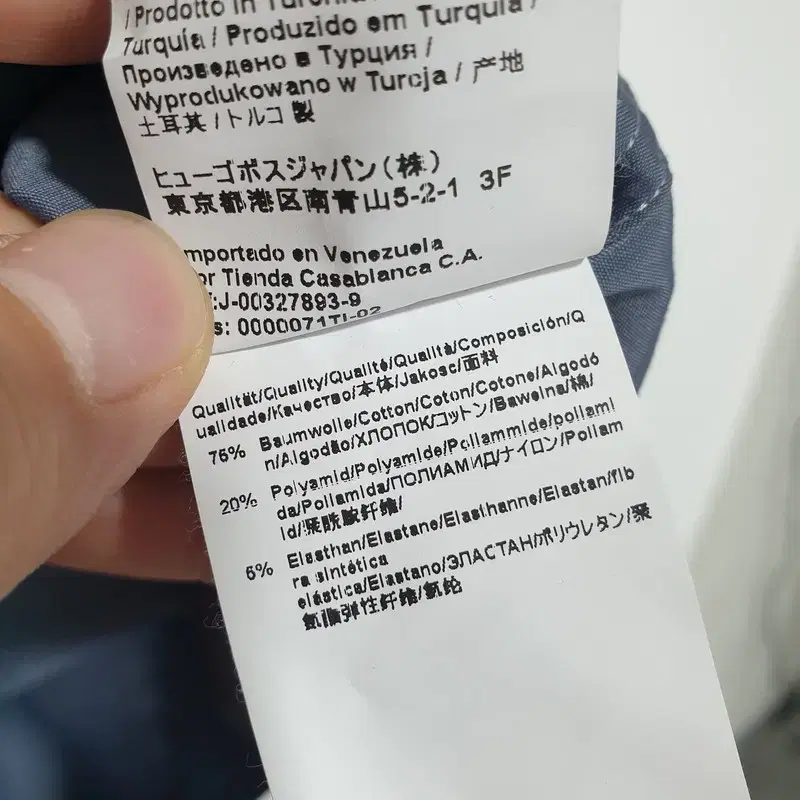 /Prodotto in
Turquía / Produzido em Turquia /
Произведено в Турция /
Wyprodukowano w Turcja / 产地
土耳其 / トルコ 製
ヒューゴボスジャパン(株)
東京都港区南青山5-2-1 3F
mportado en Venezuela
or Tienda Casablanca C.A.
:J-00327893-9
s: 0000071TI-02
Qualität/Quality/Qualité/Qualità/Composición/Q
ualidade/Качество/本体/Jakosc/面料
75% Baumwolle/Cotton/Coton/Cotone/Algodó
n/Algodão/ХЛОПОК/コットン/Bawelna/棉/
20% Polyamid/Polyamide/Poliammide/poliami
da/Poliamida/ПОЛИАМИД/ナイロン/Poliam
id/聚酰胺纤维/
5% Elasthan/Elastane/Elasthanne/Elastan/fib
ra sintética
elástica/Elastano/ЭЛАСТАН/ポリウレタン/聚
氨酯弹性纤维/氨纶